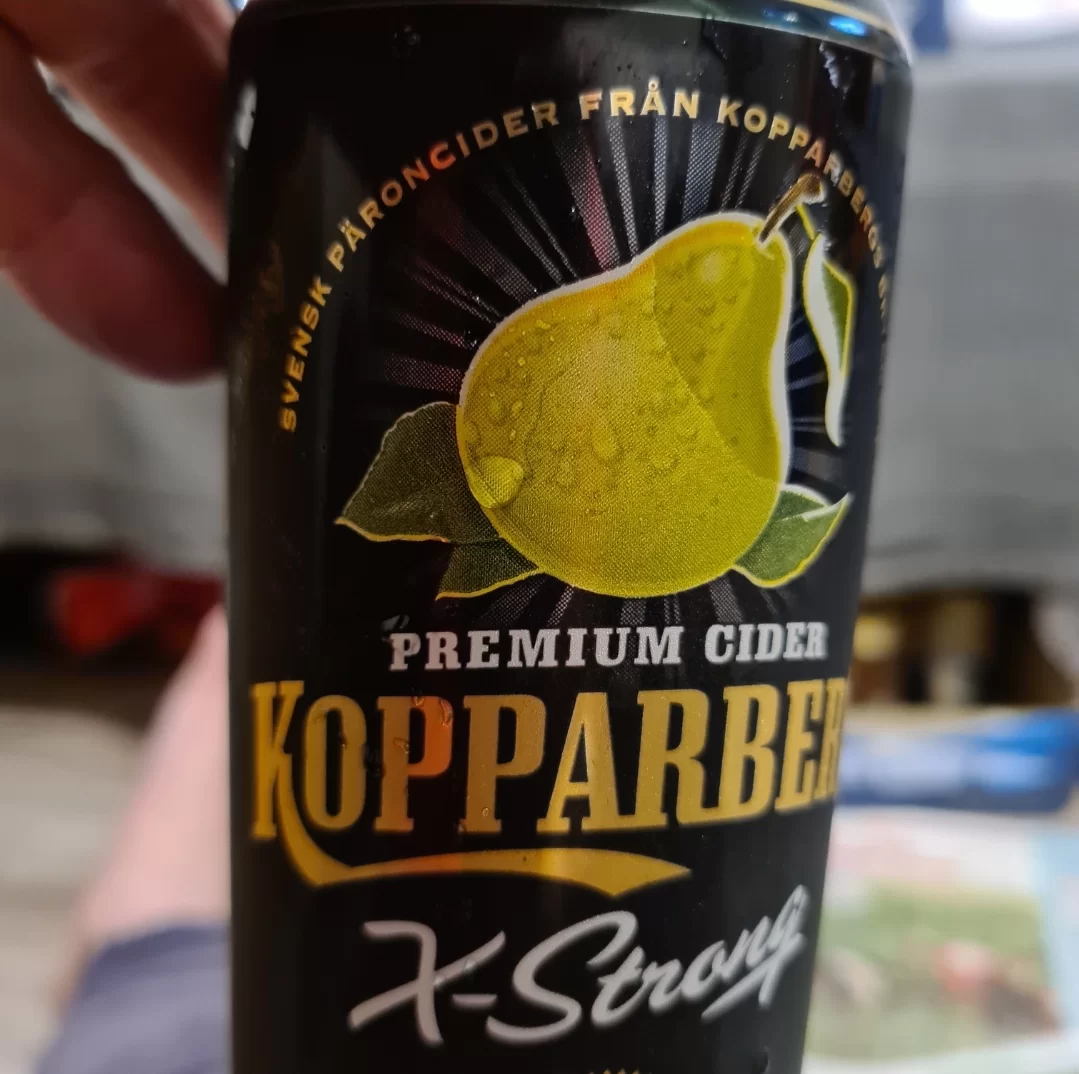 SVENSK PÄRONCIDER FRÅN KOPPARBERGS
PREMIUM CIDER
KOPPARBER
X-Strong